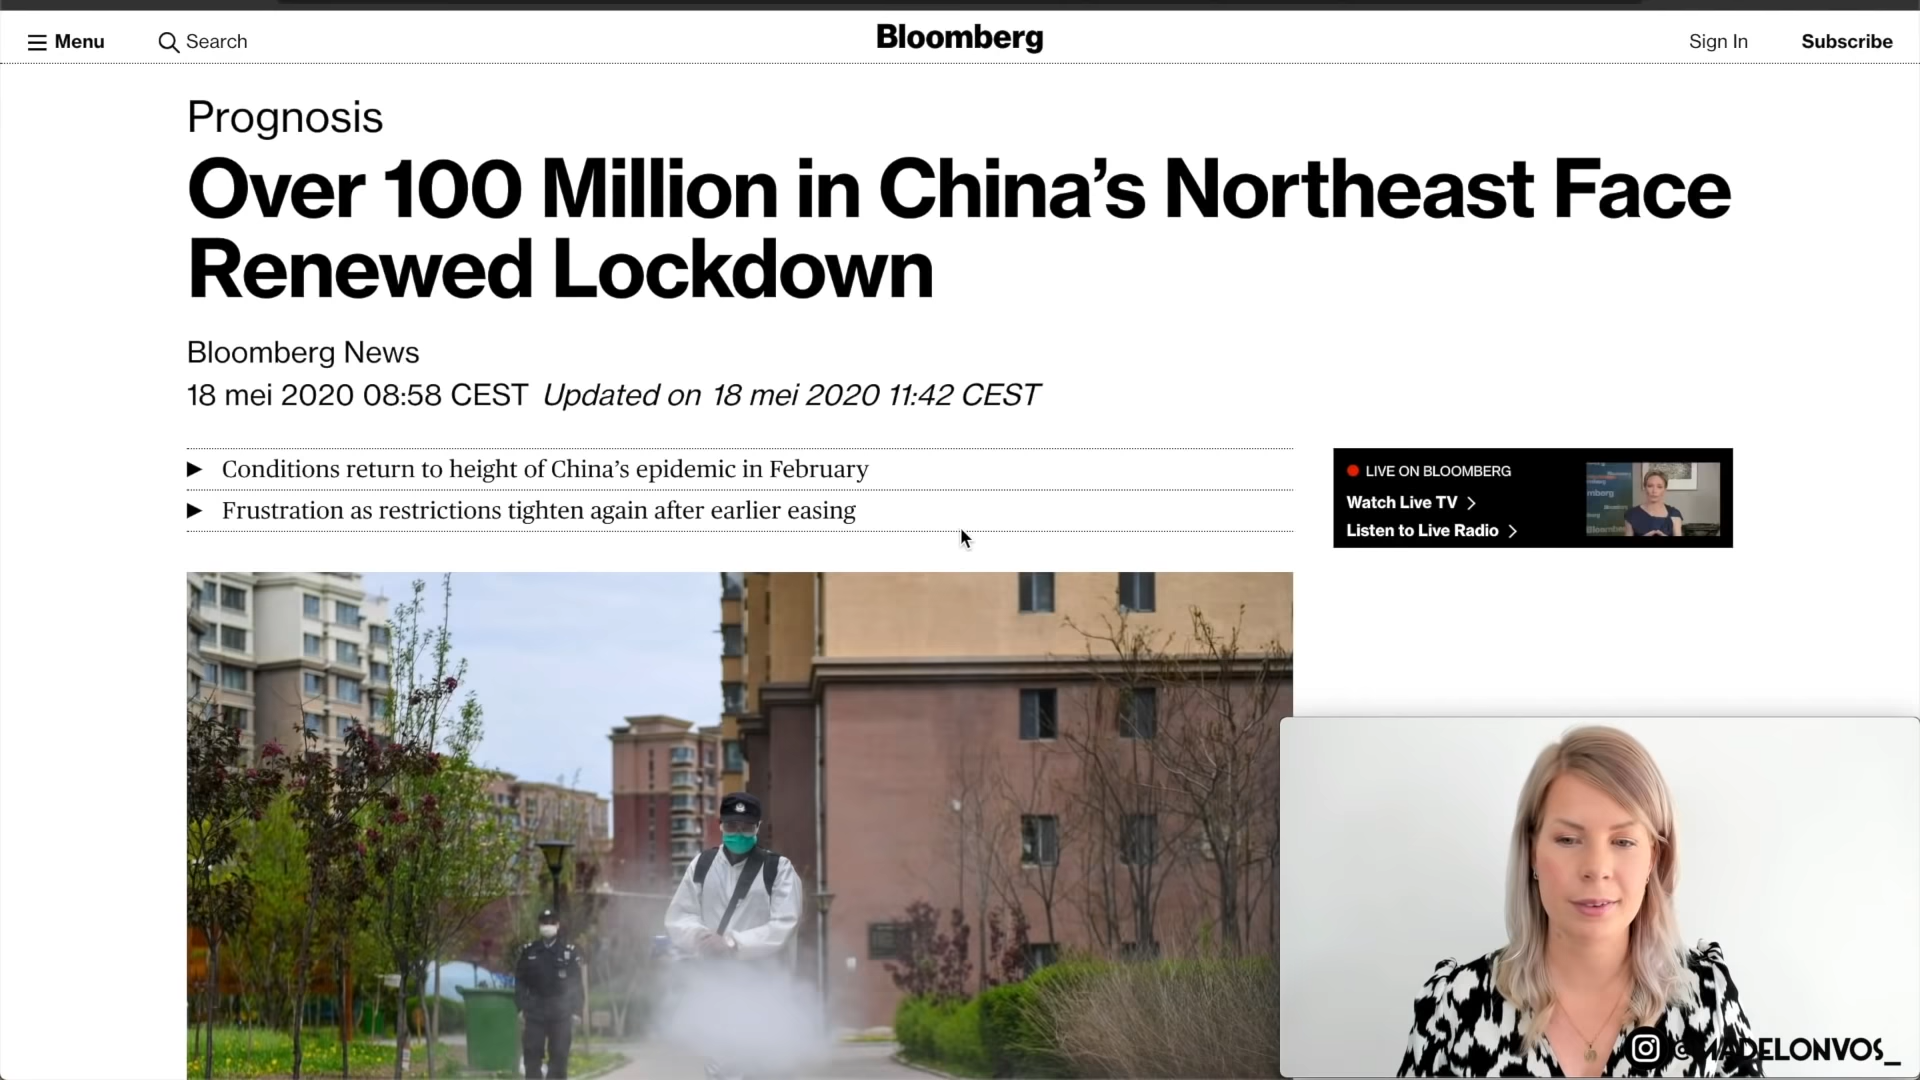 Menu
Search
Bloomberg
Sign In
Subscribe
Prognosis
Over 100 Million in China’s Northeast Face
Renewed Lockdown
Bloomberg News
18 mei 2020 08:58 CEST Updated on 18 mei 2020 11:42 CEST
Conditions return to height of China’s epidemic in February
Frustration as restrictions tighten again after earlier easing
LIVE ON BLOOMBERG
Watch Live TV
Listen to Live Radio
@MADELONVOS_